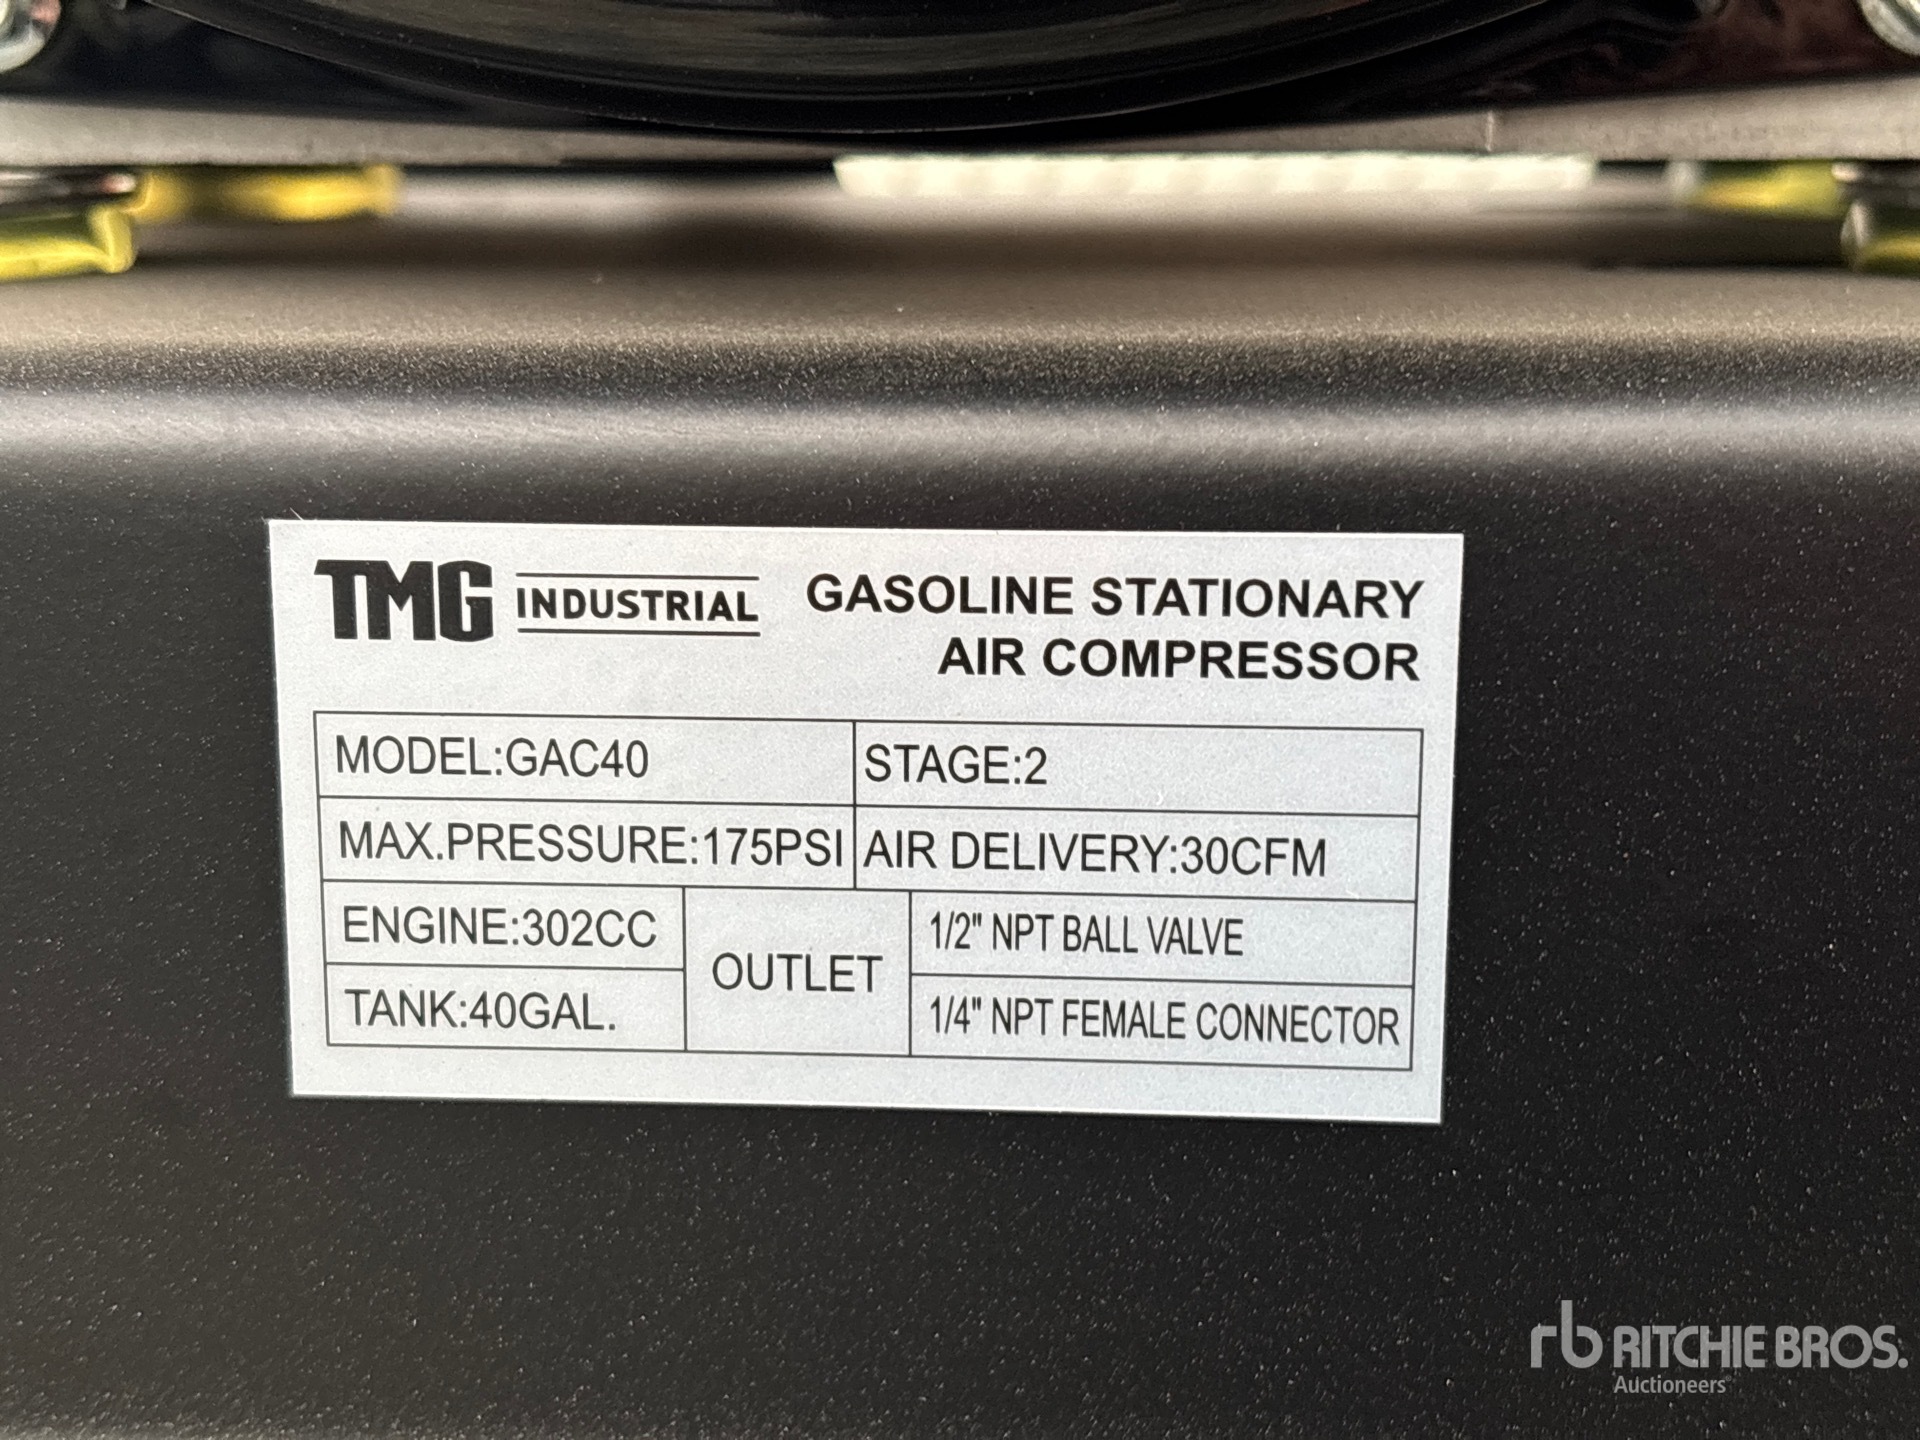 TMG INDUSTRIAL
GASOLINE STATIONARY
AIR COMPRESSOR
MODEL:GAC40
STAGE:2
MAX.PRESSURE:175PSI
AIR DELIVERY:30CFM
ENGINE:302CC
TANK:40GAL.
OUTLET
1/2" NPT BALL VALVE
1/4" NPT FEMALE CONNECTOR
rb RITCHIE BROS.
Auctioneers